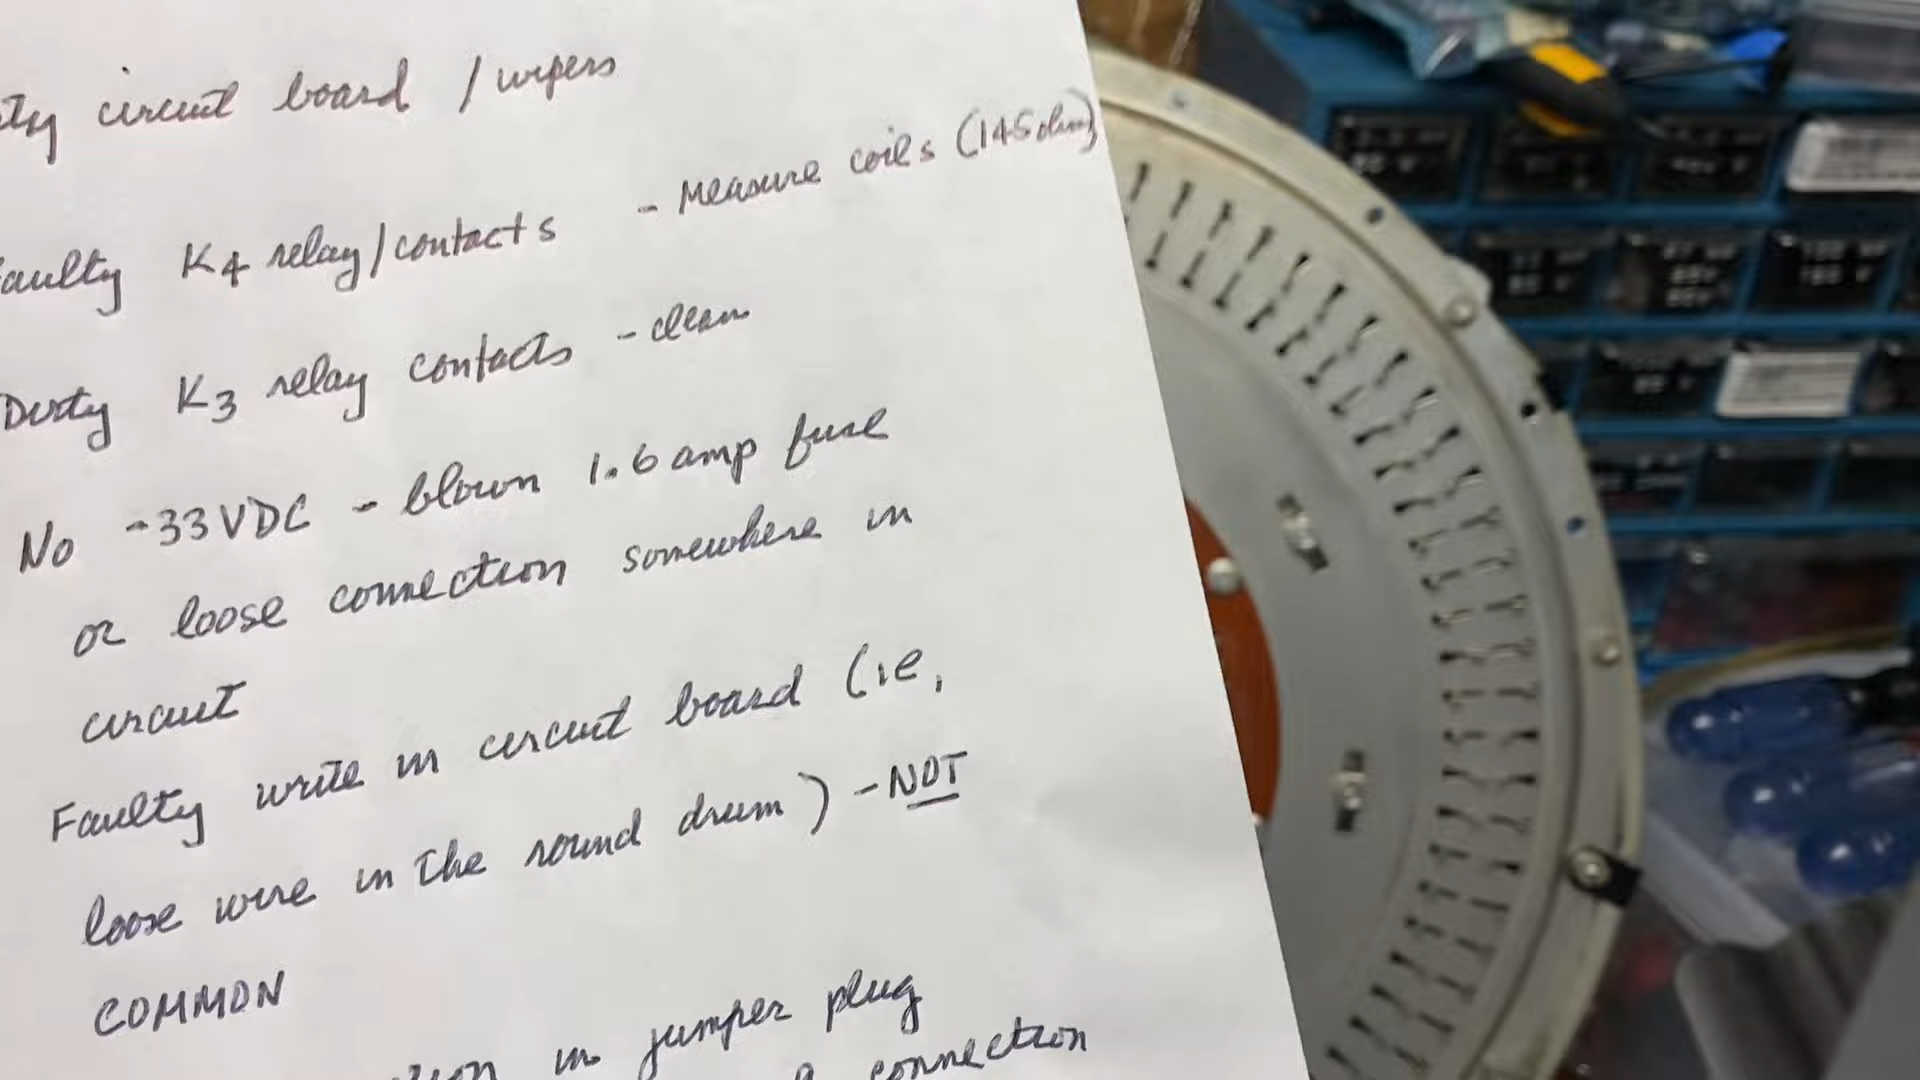 circuit board / wipers
Faulty K4 relay/contacts - Measure coils (145 ohm)
Dirty K3 relay contacts - clean
No -33VDC - blown 1.6 amp fuse
or loose connection somewhere in
circuit
Faulty write in circuit board (ie,
loose wire in the round drum) - NOT
COMMON
in jumper plug
connection